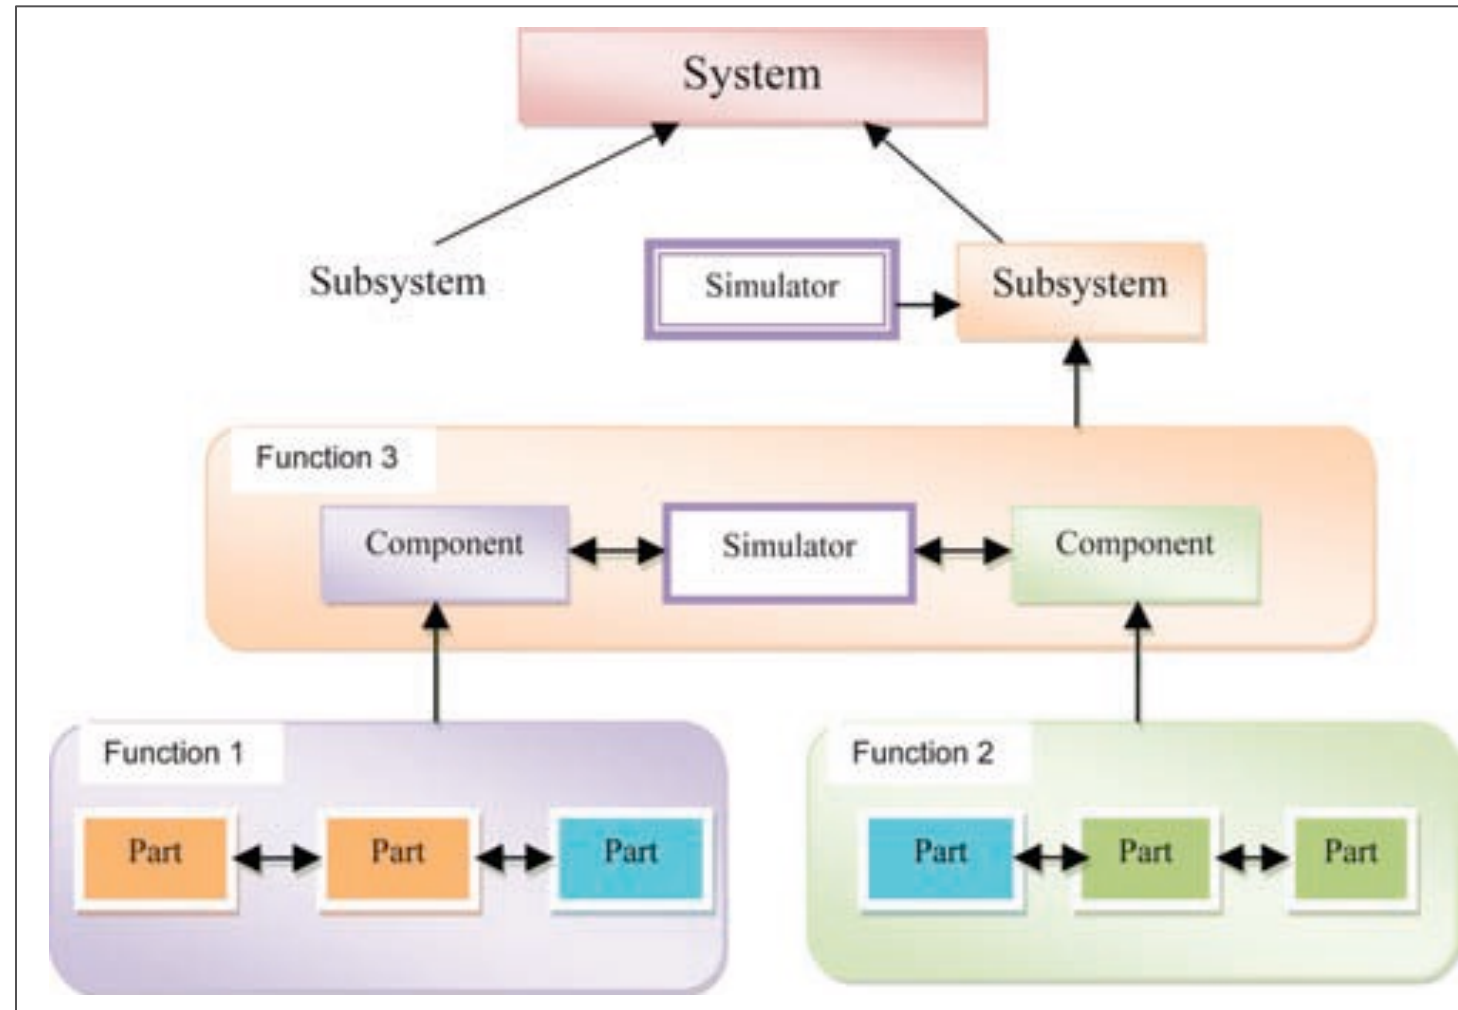 System
Subsystem
Simulator
Subsystem
Function 3
Component
Simulator
Component
Function 1
Function 2
Part
Part
Part
Part
Part
Part